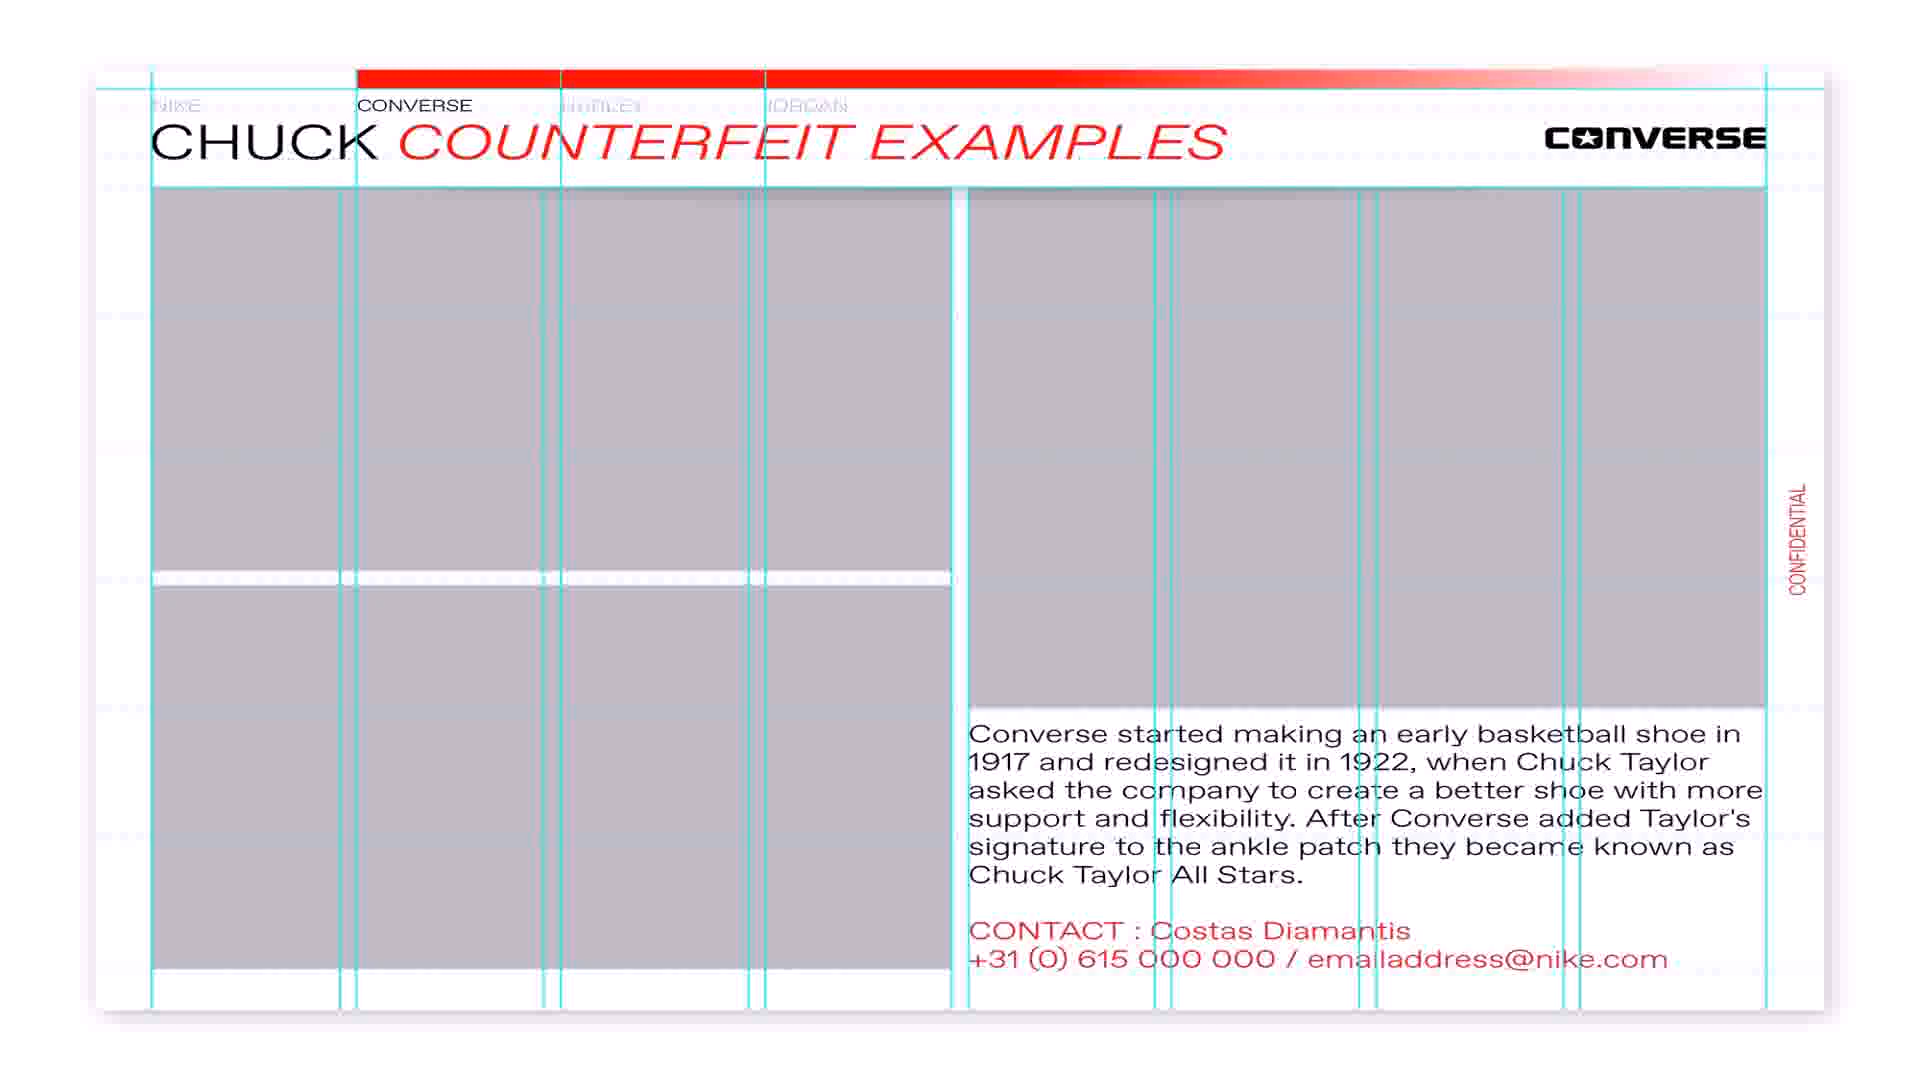 NIKE
CONVERSE
HURLEY
JORDAN
CHUCK COUNTERFEIT EXAMPLES
CONVERSE
CONFIDENTIAL
Converse started making an early basketball shoe in
1917 and redesigned it in 1922, when Chuck Taylor
asked the company to create a better shoe with more
support and flexibility. After Converse added Taylor's
signature to the ankle patch they became known as
Chuck Taylor All Stars.
CONTACT : Costas Diamantis
+31 (0) 615 000 000 / emailaddress@nike.com